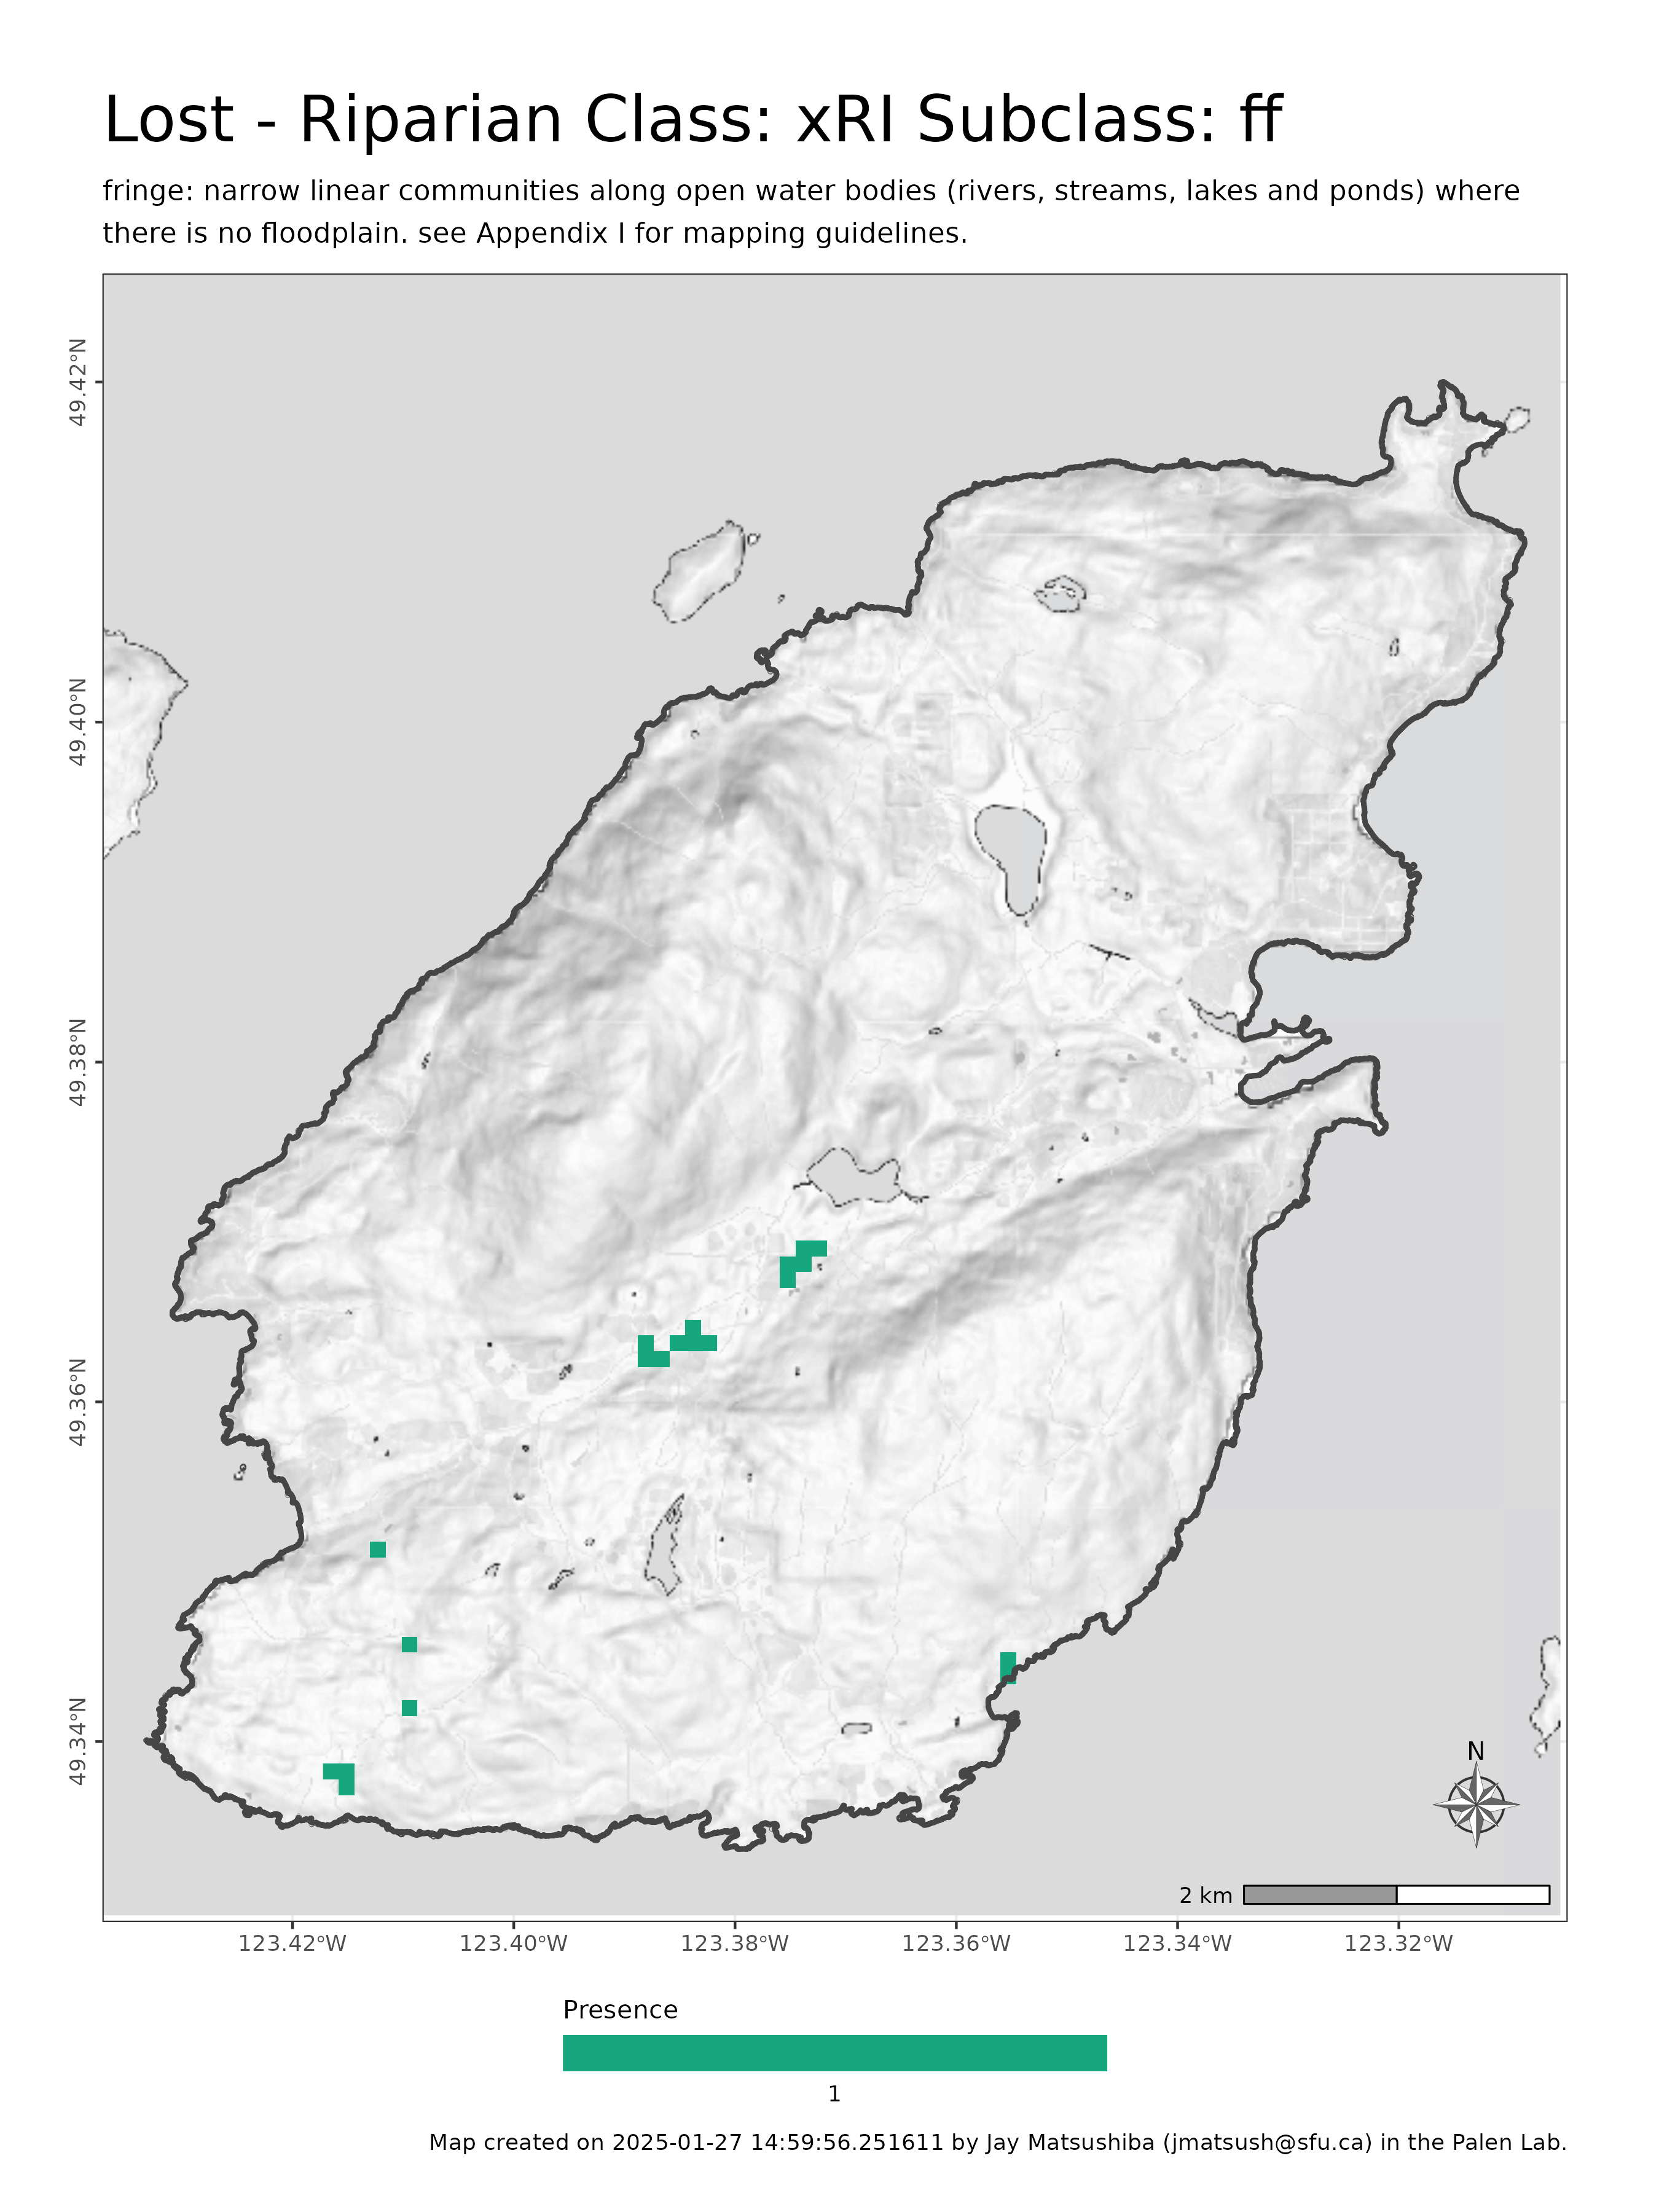 Lost - Riparian Class: xRI Subclass: ff
fringe: narrow linear communities along open water bodies (rivers, streams, lakes and ponds) where
there is no floodplain. see Appendix I for mapping guidelines.
49.42°N
49.40°N
49.38°N
49.36°N
49.34°N
N
2 km
123.42°W
123.40°W
123.38°W
123.36°W
123.34°W
123.32°W
Presence
1
Map created on 2025-01-27 14:59:56.251611 by Jay Matsushiba (jmatsush@sfu.ca) in the Palen Lab.